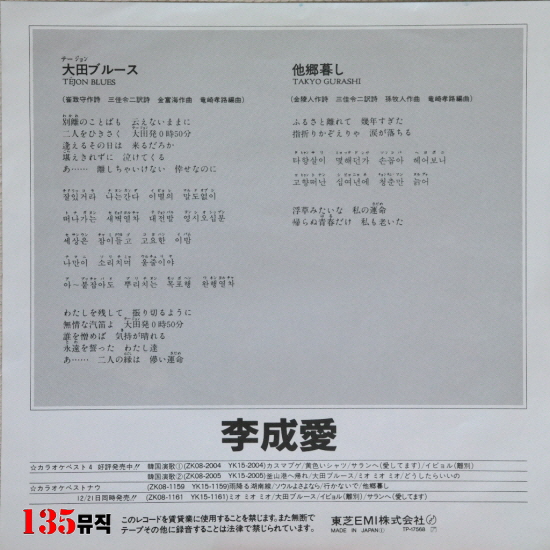 テージョン
大田ブルース
TEJON BLUES
(崔致守作詩 三佳令二訳詩 金富海作曲 竜崎孝路編曲)
別離のことばも 云えないままに
二人をひきさく 大田発0時50分
逢えるその日は 来るだろか
堪えきれずに 泣けてくる
あ…… 離しちゃいけない 倖せなのに
잘있거라 나는간다 이별의 말도없이
떠나가는 새벽열차 대전발 영시오십분
세상은 잠이들고 고요한 이밤
나만이 소리치며 울줄이야
아~붙잡아도 뿌리치는 목포행 완행열차
わたしを残して 振り切るように
無情な汽笛よ 大田発0時50分
誰を憎めば 気持が晴れる
永遠を誓った わたし達
あ…… 二人の縁は 儚い運命
他郷暮し
TAKYO GURASHI
(金陵人作詩 三佳令二訳詩 孫牧人作曲 竜崎孝路編曲)
ふるさと離れて 幾年すぎた
指折りかぞえりゃ 涙が落ちる
타향살이 몇해던가 손꼽아 헤어보니
고향떠난 십여년에 청춘만 늙어
浮草みたいな 私の運命
帰らぬ青春だけ 私も老いた
李成愛
☆カラオケベスト4 好評発売中!! 韓国演歌①(ZK08-2004 YK15-2004)カスマプゲ/黄色いシャツ/サランヘ(愛してます)/イビョル(離別)
韓国演歌②(ZK08-2005 YK15-2005)釜山港へ帰れ/大田ブルース/ミオ ミオ ミオ/どうしたらいいの
☆カラオケベストナウ (ZK08-1159 YK15-1159)雨降る湖南線/ソウルよさよなら/行かないで/他郷暮し
12/21日同時発売!! (ZK08-1161 YK15-1161)ミオ ミオ ミオ/大田ブルース/イビョル(離別)/サランヘ(愛してます)
135뮤직
このレコードを賃貸業に使用することを禁じます。また無断で
テープその他に録音することは法律で禁じられています。
東芝EMI株式会社
MADE IN JAPAN
TP-17569